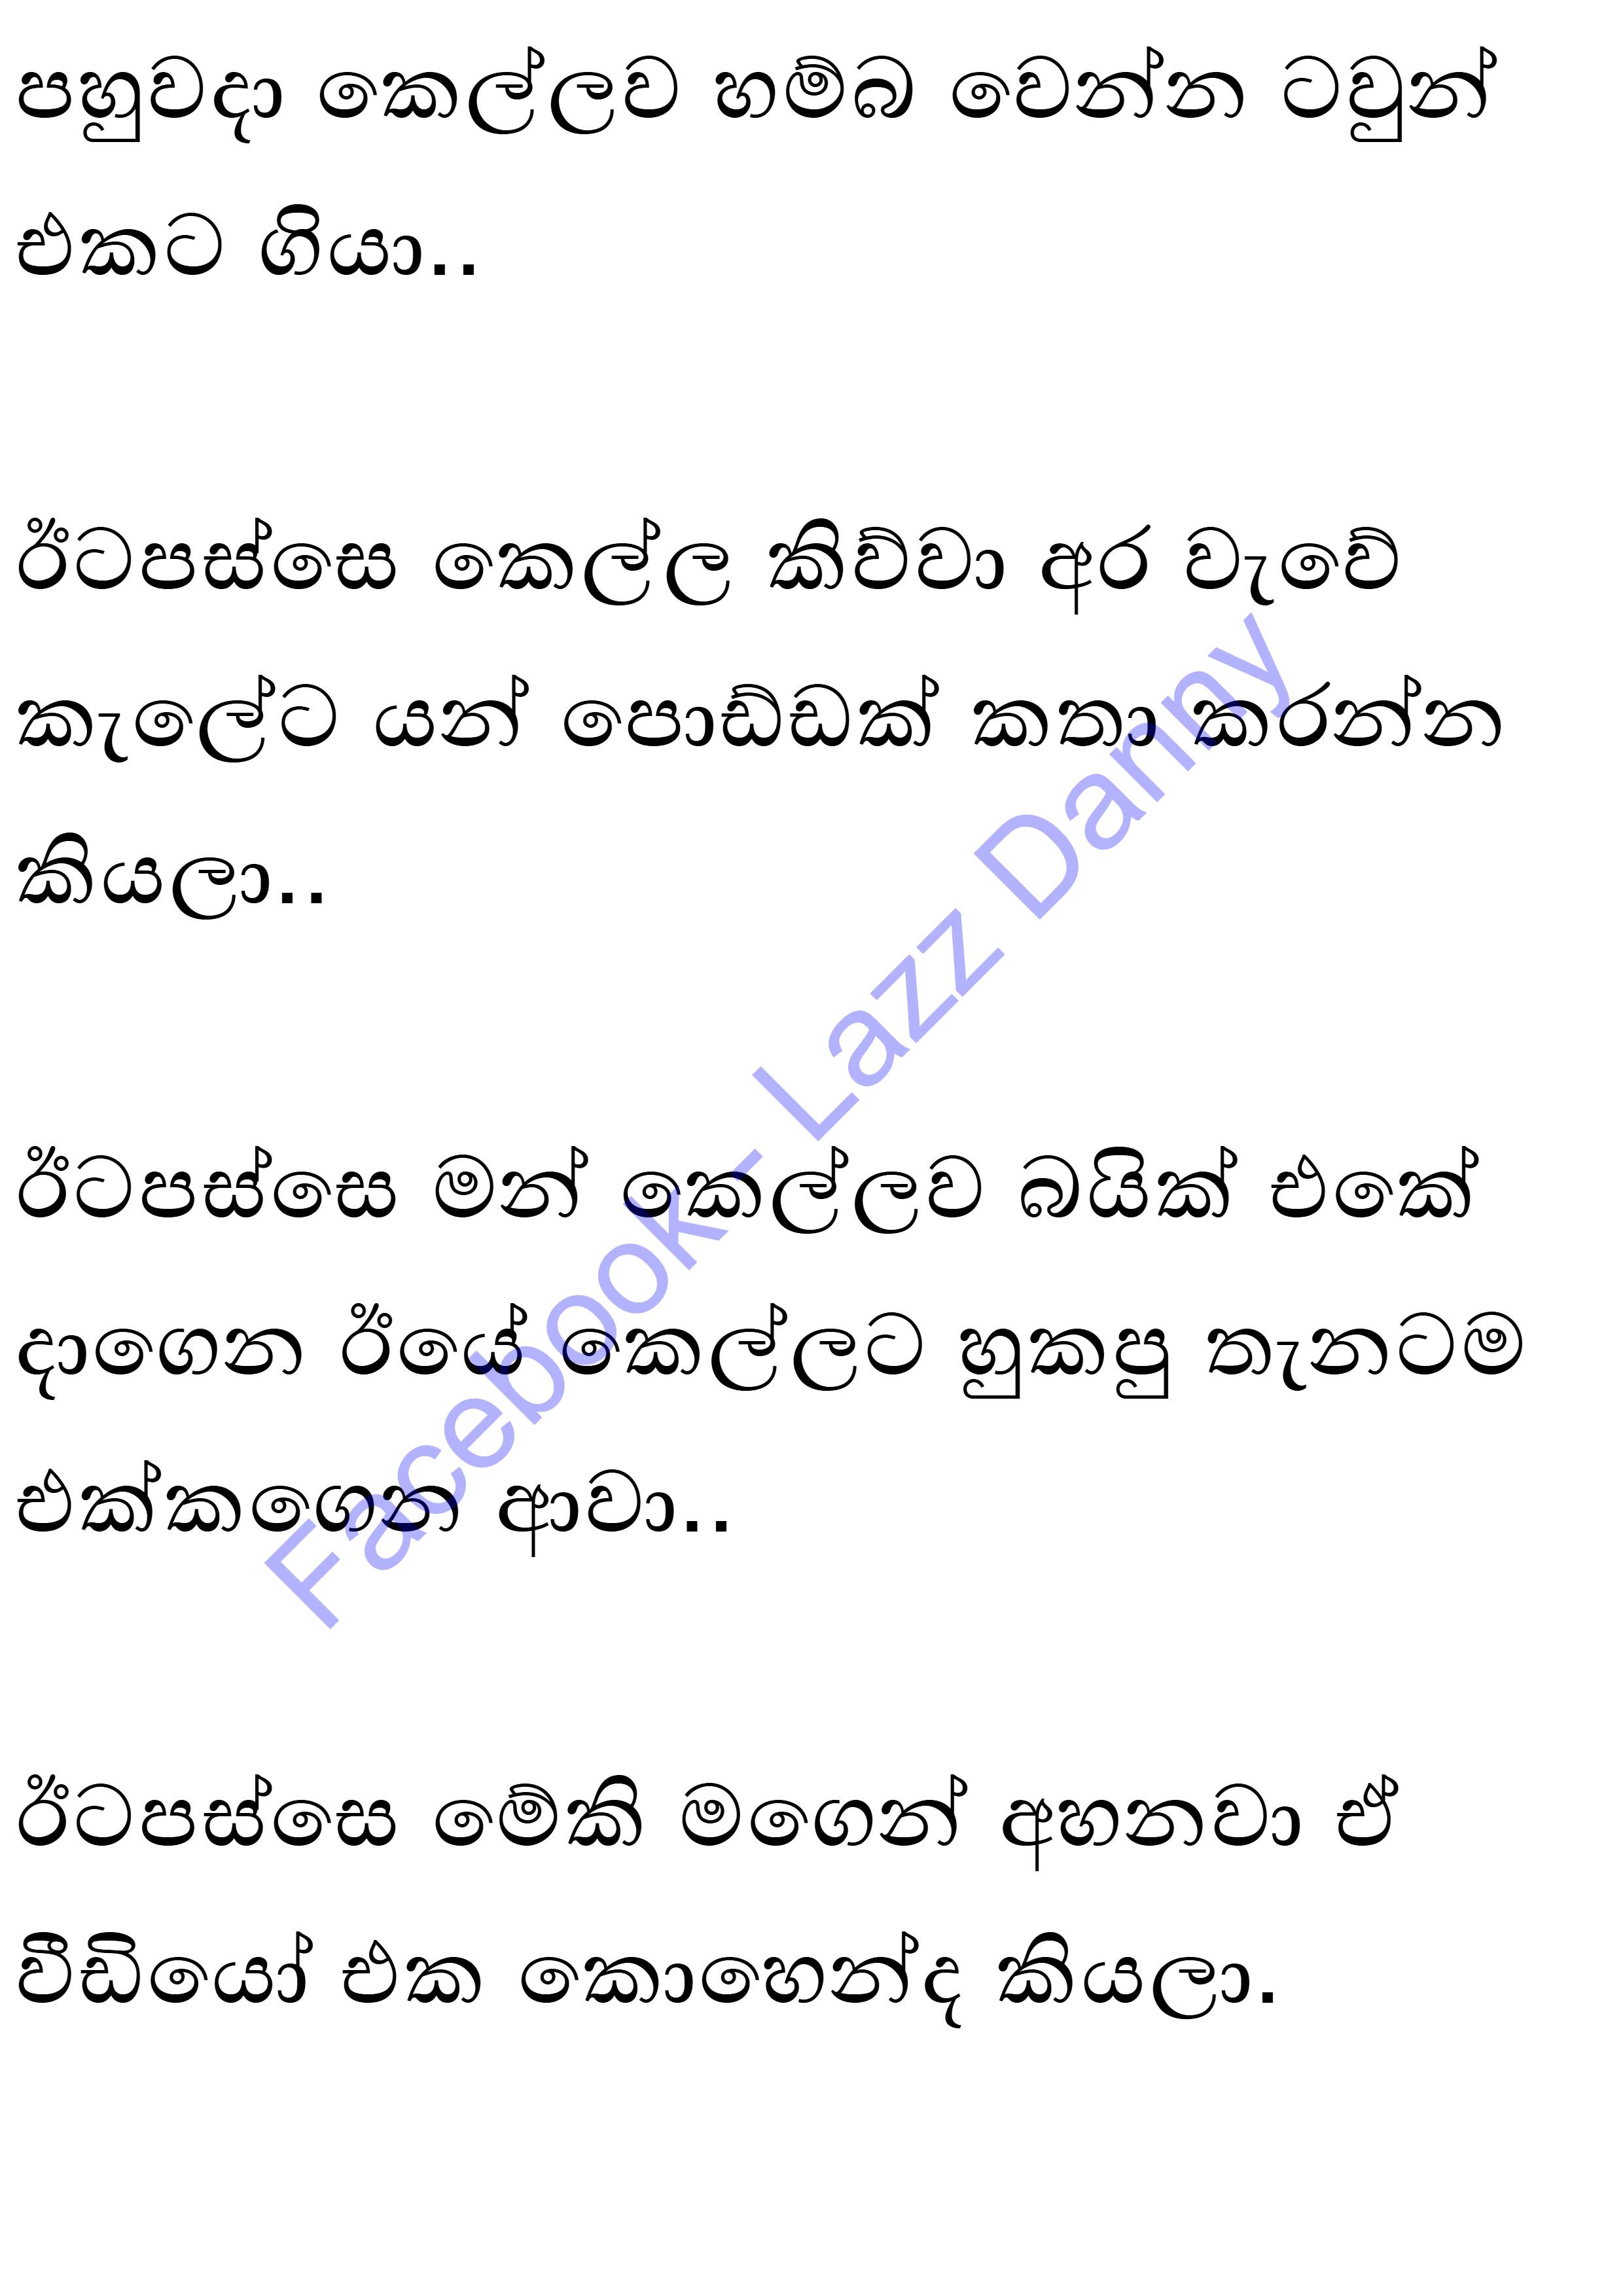 පහුවදා කෙල්ලව හම්බ වෙන්න ටවුන්
එකට ගියා..
ඊටපස්සෙ කෙල්ල කිව්වා අර වැවේ
කැලේට යන් පොඩ්ඩක් කතා කරන්න
කියලා..
ඊටපස්සෙ මන් කෙල්ලව බයික් එකේ
දාගෙන ඊයේ කෙල්ලට හුකපු තැනටම
එක්කගෙන ආවා..
ඊටපස්සෙ මේකි මගෙන් අහනවා ඒ
වීඩියෝ එක කොහෙන්ද කියලා.
Facebook- Lazz Danny